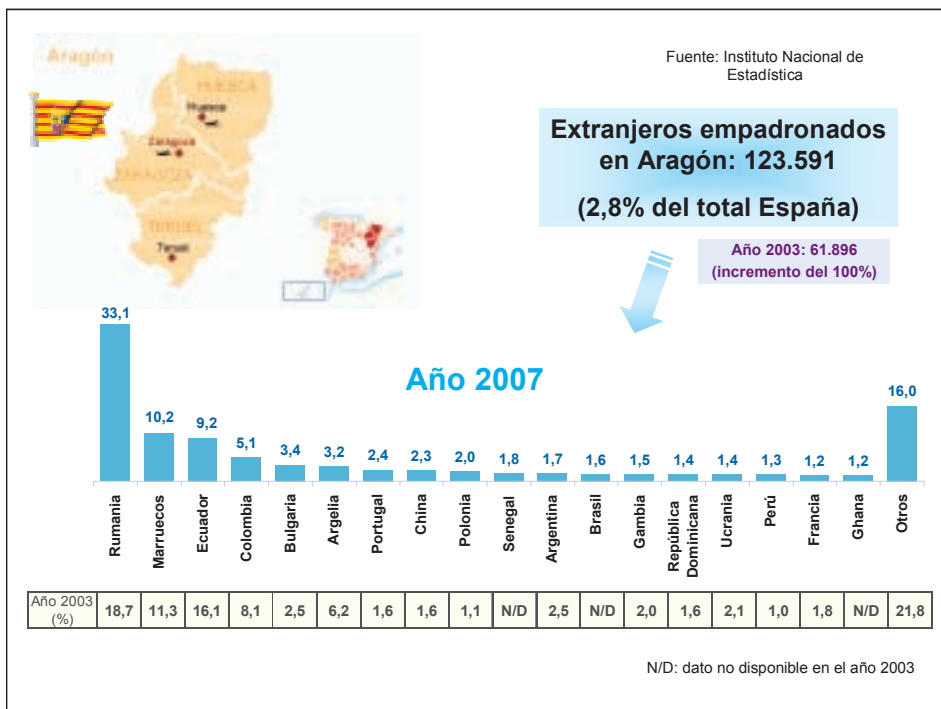 Aragón
HUESCA
Huesca
Zaragoza
ZARAGOZA
TERUEL
Teruel
Fuente: Instituto Nacional de
Estadística
Extranjeros empadronados
en Aragón: 123.591
(2,8% del total España)
Año 2003: 61.896
(incremento del 100%)
Año 2007
33,1
10,2
9,2
5,1
3,4
3,2
2,4
2,3
2,0
1,8
1,7
1,6
1,5
1,4
1,4
1,3
1,2
1,2
16,0
Rumania
Marruecos
Ecuador
Colombia
Bulgaria
Argelia
Portugal
China
Polonia
Senegal
Argentina
Brasil
Gambia
República
Dominicana
Ucrania
Perú
Francia
Ghana
Otros
Año 2003
(%)
18,7 11,3 16,1 8,1 2,5 6,2 1,6 1,6 1,1 N/D 2,5 N/D 2,0 1,6 2,1 1,0 1,8 N/D 21,8
N/D: dato no disponible en el año 2003